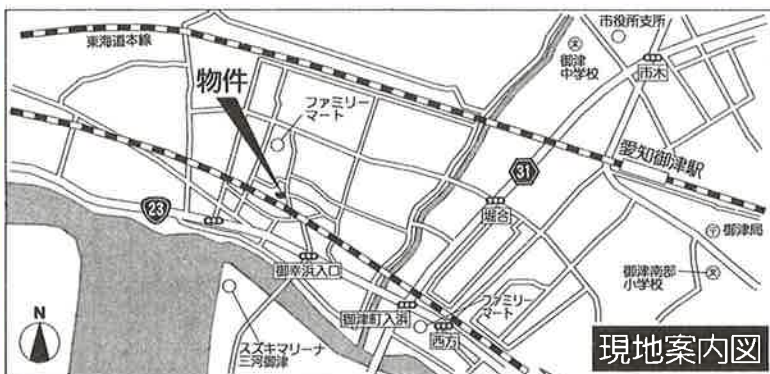 市役所支所
東海道本線
御津
中学校
市木
物件
ファミリー
マート
愛知御津駅
31
23
堀合
御津局
御幸浜入口
御津南部
小学校
御津町入浜
ファミリー
マート
西方
N
スズキマリーナ
三河御津
現地案内図